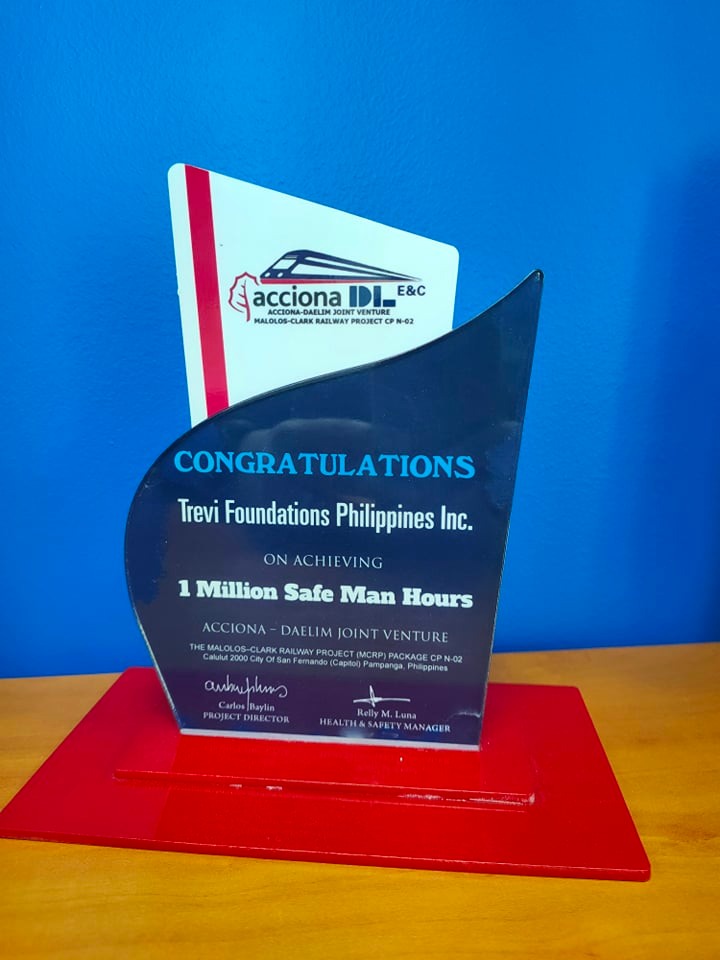 acciona DL E&C
ACCIONA-DAELIM JOINT VENTURE
MALOLOS-CLARK RAILWAY PROJECT CP N-02
CONGRATULATIONS
Trevi Foundations Philippines Inc.
ON ACHIEVING
1 Million Safe Man Hours
ACCIONA – DAELIM JOINT VENTURE
THE MALOLOS-CLARK RAILWAY PROJECT (MCRP) PACKAGE CP N-02
Calulut 2000 City Of San Fernando (Capitol) Pampanga, Philippines
Carlos Baylin
PROJECT DIRECTOR
Relly M. Luna
HEALTH & SAFETY MANAGER